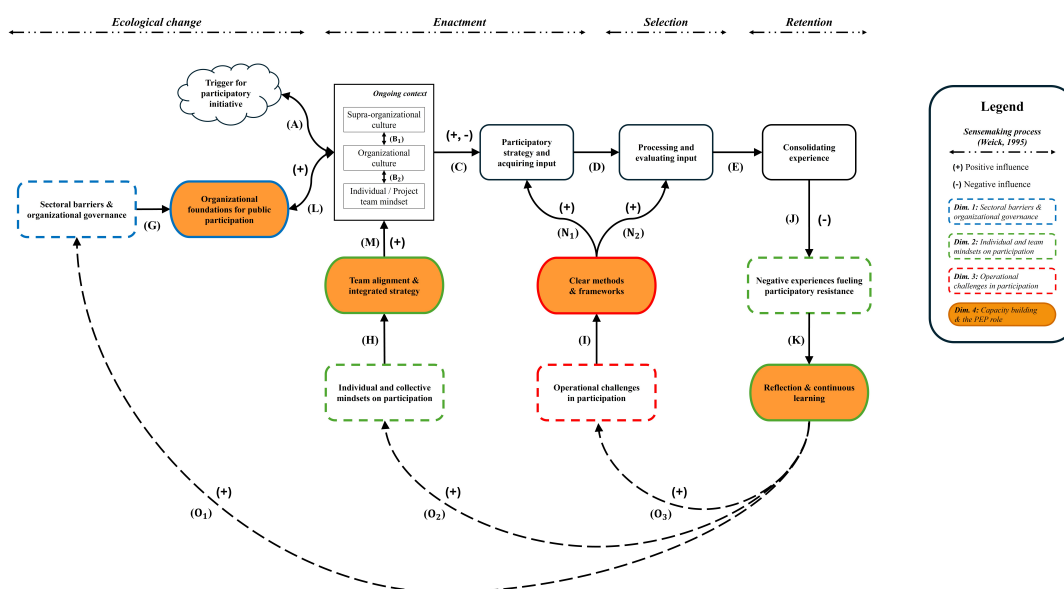 Ecological change
Enactment
Selection
Retention
Trigger for
participatory
initiative
(A)
(+)
(L)
Ongoing context
Supra-organizational
culture
(B₁)
Organizational
culture
(B₂)
Individual / Project
team mindset
(+, -)
(C)
Participatory
strategy and
acquiring input
(D)
Processing and
evaluating input
(E)
Consolidating
experience
Sectoral barriers &
organizational governance
(G)
Organizational
foundations for public
participation
(M)
(+)
(+)
(N₁)
(+)
(N₂)
(J)
(-)
Team alignment &
integrated strategy
Clear methods
& frameworks
Negative experiences fueling
participatory resistance
(H)
(I)
(K)
Individual and collective
mindsets on participation
Operational challenges
in participation
Reflection & continuous
learning
(+)
(O₁)
(+)
(O₂)
(+)
(O₃)
Legend
Sensemaking process
(Weick, 1995)
(+) Positive influence
(-) Negative influence
Dim. 1: Sectoral barriers &
organizational governance
Dim. 2: Individual and team
mindsets on participation
Dim. 3: Operational
challenges in participation
Dim. 4: Capacity building
& the PEP role